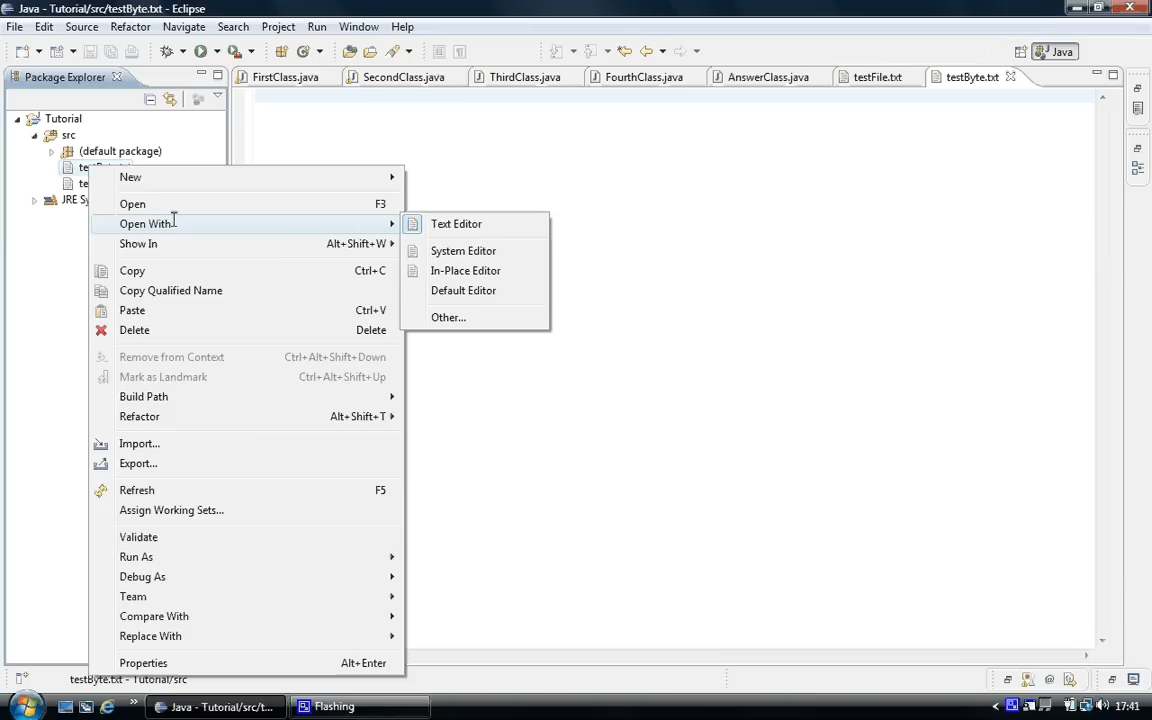 Java - Tutorial/src/testByte.txt - Eclipse
File Edit Source Refactor Navigate Search Project Run Window Help
Java
Package Explorer
FirstClass.java
SecondClass.java
ThirdClass.java
FourthClass.java
AnswerClass.java
testFile.txt
testByte.txt
Tutorial
src
(default package)
te
JRE Sy
New
Open F3
Open With
Show In Alt+Shift+W
Copy Ctrl+C
Copy Qualified Name
Paste Ctrl+V
Delete Delete
Remove from Context Ctrl+Alt+Shift+Down
Mark as Landmark Ctrl+Alt+Shift+Up
Build Path
Refactor Alt+Shift+T
Import...
Export...
Refresh F5
Assign Working Sets...
Validate
Run As
Debug As
Team
Compare With
Replace With
Properties Alt+Enter
Text Editor
System Editor
In-Place Editor
Default Editor
Other...
testByte.txt - Tutorial/src
Java - Tutorial/src/t...
Flashing
17:41